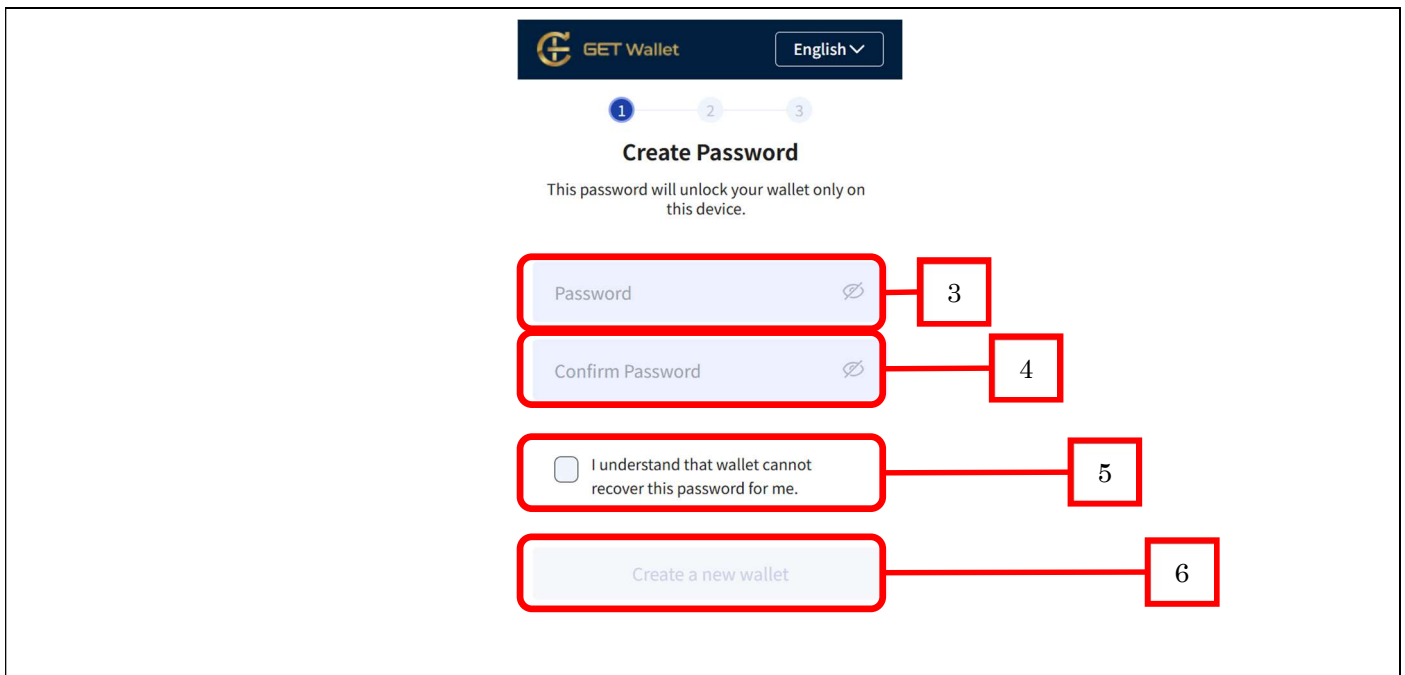 GET Wallet
English
1 2 3
Create Password
This password will unlock your wallet only on
this device.
Password
3
Confirm Password
4
I understand that wallet cannot
recover this password for me.
5
Create a new wallet
6